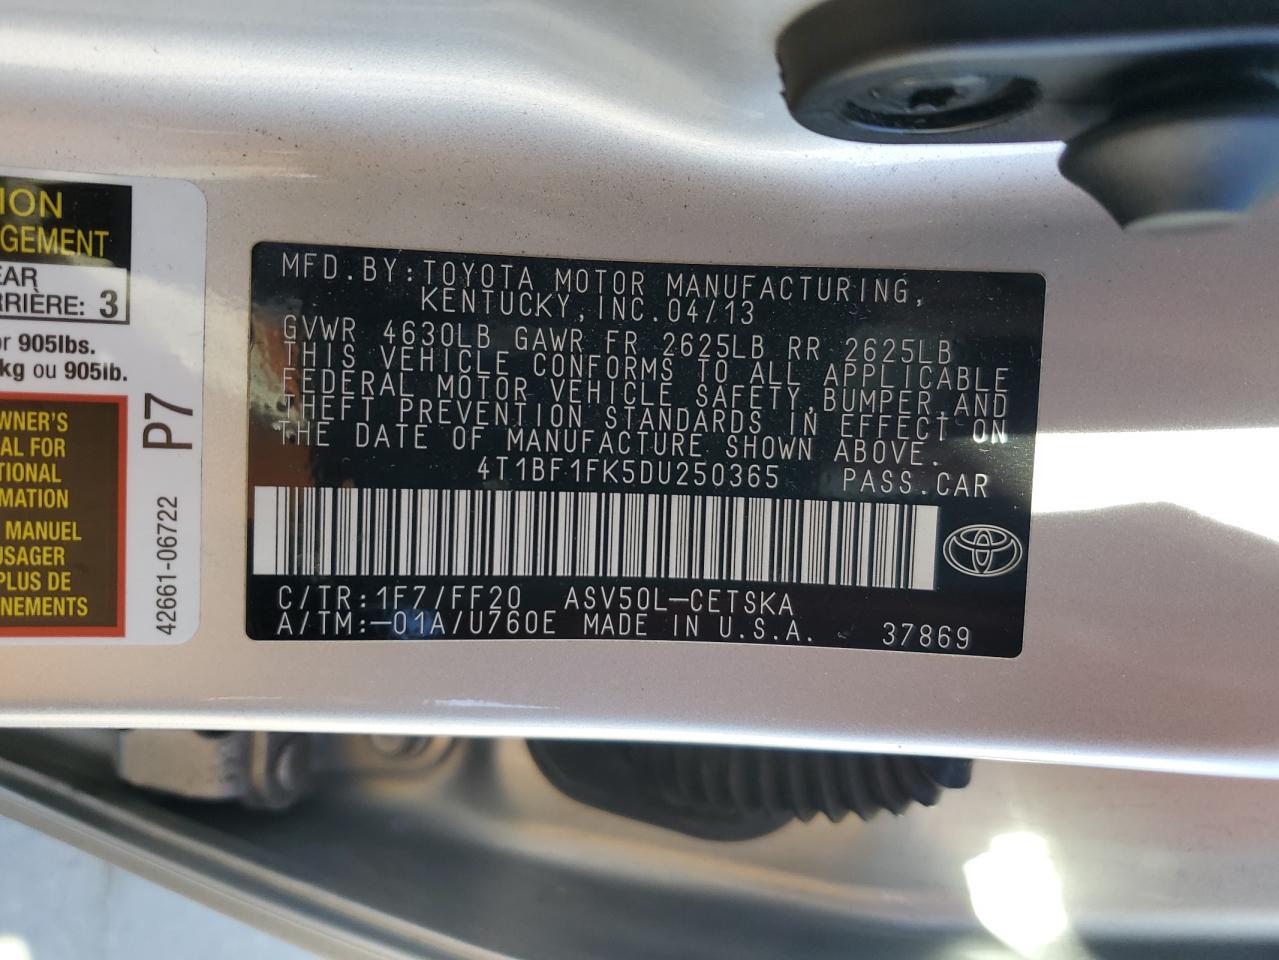 MFD.BY:TOYOTA MOTOR MANUFACTURING,
KENTUCKY,INC.04/13
GVWR 4630LB GAWR FR 2625LB RR 2625LB
THIS VEHICLE CONFORMS TO ALL APPLICABLE
FEDERAL MOTOR VEHICLE SAFETY,BUMPER,AND
THEFT PREVENTION STANDARDS IN EFFECT ON
THE DATE OF MANUFACTURE SHOWN ABOVE.
4T1BF1FK5DU250365 PASS.CAR
C/TR:1F7/FF20 ASV50L-CETSKA
A/TM:-01A/U760E MADE IN U.S.A. 37869
ION
GEMENT
EAR
RRIÈRE: 3
or 905lbs.
kg ou 905lb.
WNER'S
AL FOR
TIONAL
MATION
MANUEL
USAGER
PLUS DE
NEMENTS
P7
42661-06722